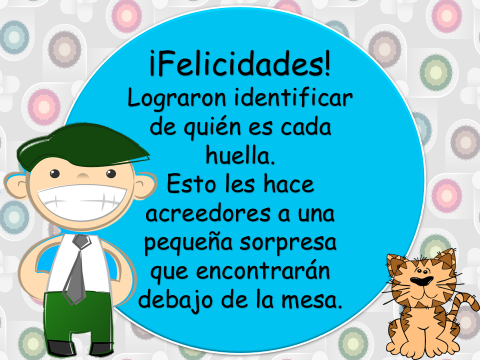 ¡Felicidades!
Lograron identificar
de quién es cada
huella.
Esto les hace
acreedores a una
pequeña sorpresa
que encontrarán
debajo de la mesa.